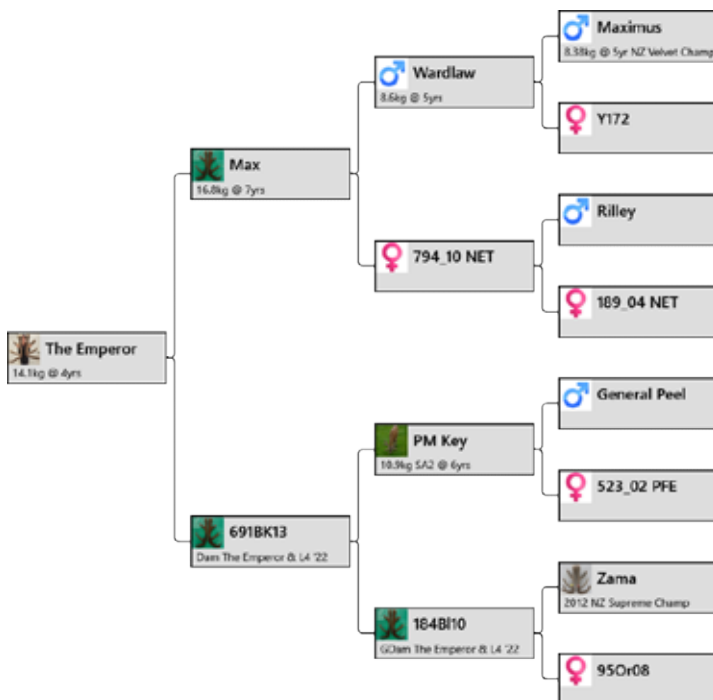 Maximus
8.38kg @ 5yr NZ Velvet Champ
Wardlaw
8.6kg @ 5yrs
Y172
Max
16.8kg @ 7yrs
Rilley
794_10 NET
189_04 NET
The Emperor
14.1kg @ 4yrs
General Peel
PM Key
10.9kg SA2 @ 6yrs
523_02 PFE
691BK13
Dam The Emperor & L4 '22
Zama
2012 NZ Supreme Champ
184Bl10
GDam The Emperor & L4 '22
95Or08